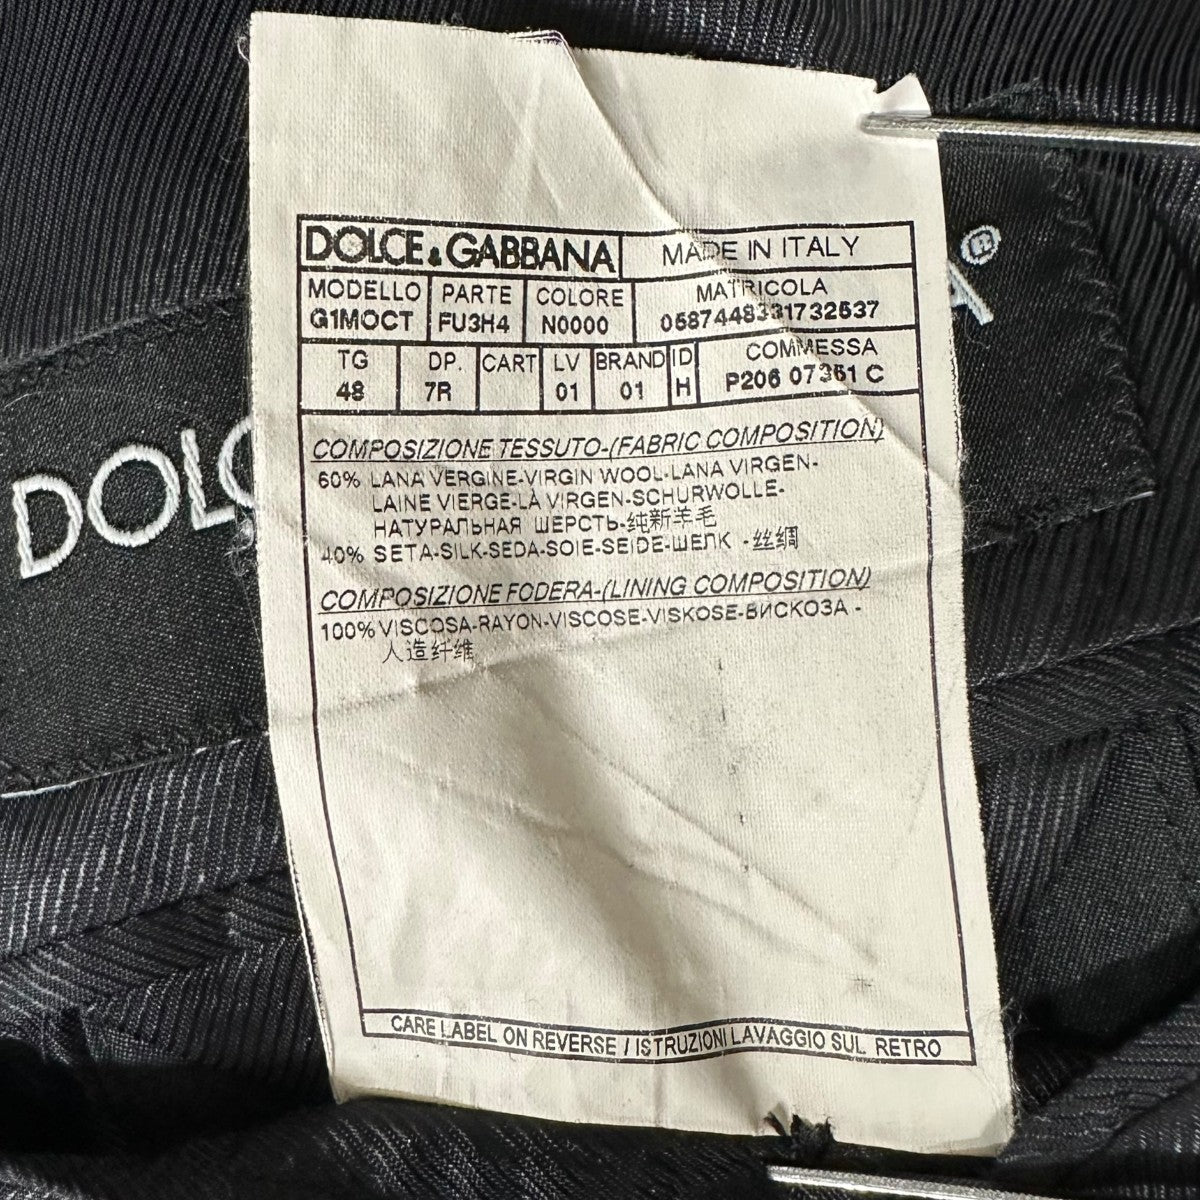 DOLCE&GABBANA MADE IN ITALY
MODELLO PARTE COLORE MATRICOLA
G1MOCT FU3H4 N0000 0587448331732537
TG DP. CART LV BRAND ID COMMESSA
48 7R 01 01 H P206 07351 C
COMPOSIZIONE TESSUTO-(FABRIC COMPOSITION)
60% LANA VERGINE-VIRGIN WOOL-LANA VIRGEN-
LAINE VIERGE-LÀ VIRGEN-SCHURWOLLE-
НАТУРАЛЬНАЯ ШЕРСТЬ-纯新羊毛
40% SETA-SILK-SEDA-SOIE-SEIDE-ШЕЛК -丝绸
COMPOSIZIONE FODERA-(LINING COMPOSITION)
100% VISCOSA-RAYON-VISCOSE-VISKOSE-ВИСКОЗА -
人造纤维
CARE LABEL ON REVERSE / ISTRUZIONI LAVAGGIO SUL RETRO
DOLC A®